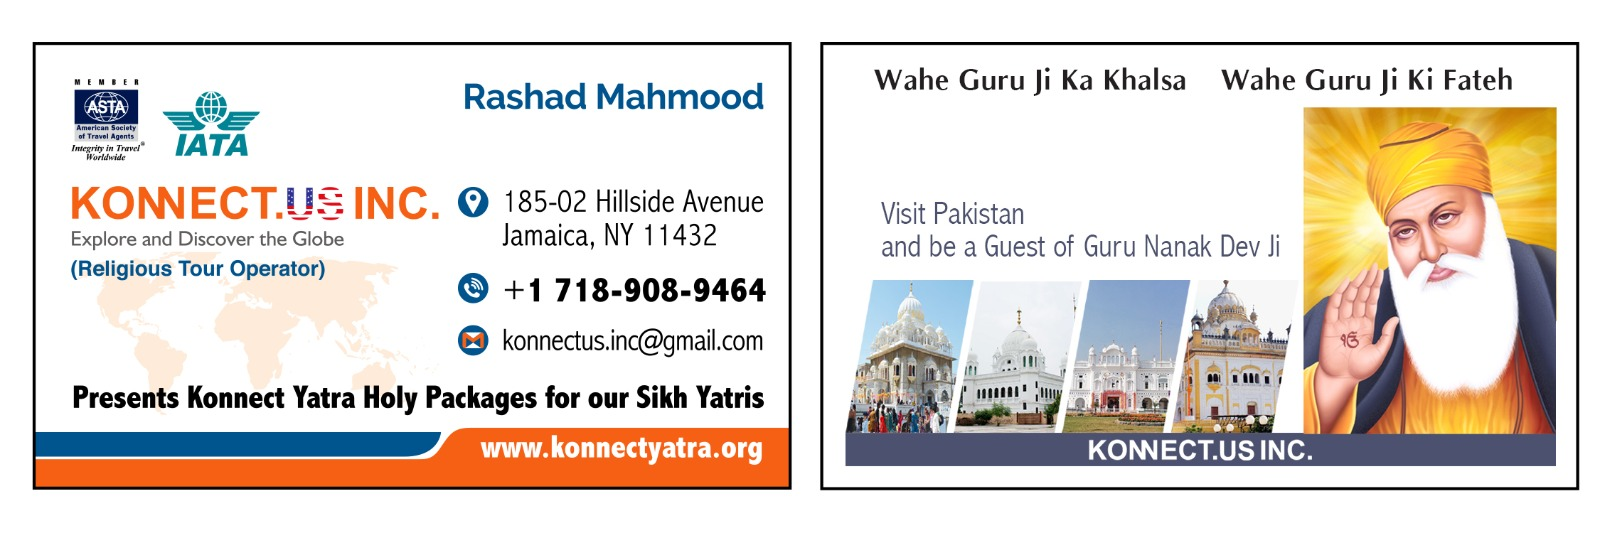 MEMBER
ASTA
American Society
of Travel Agents
Integrity in Travel®
Worldwide
IATA
Rashad Mahmood
KONNECT.US INC.
Explore and Discover the Globe
(Religious Tour Operator)
185-02 Hillside Avenue
Jamaica, NY 11432
+1 718-908-9464
konnectus.inc@gmail.com
Presents Konnect Yatra Holy Packages for our Sikh Yatris
www.konnectyatra.org
Wahe Guru Ji Ka Khalsa Wahe Guru Ji Ki Fateh
Visit Pakistan
and be a Guest of Guru Nanak Dev Ji
ੴ
KONNECT.US INC.